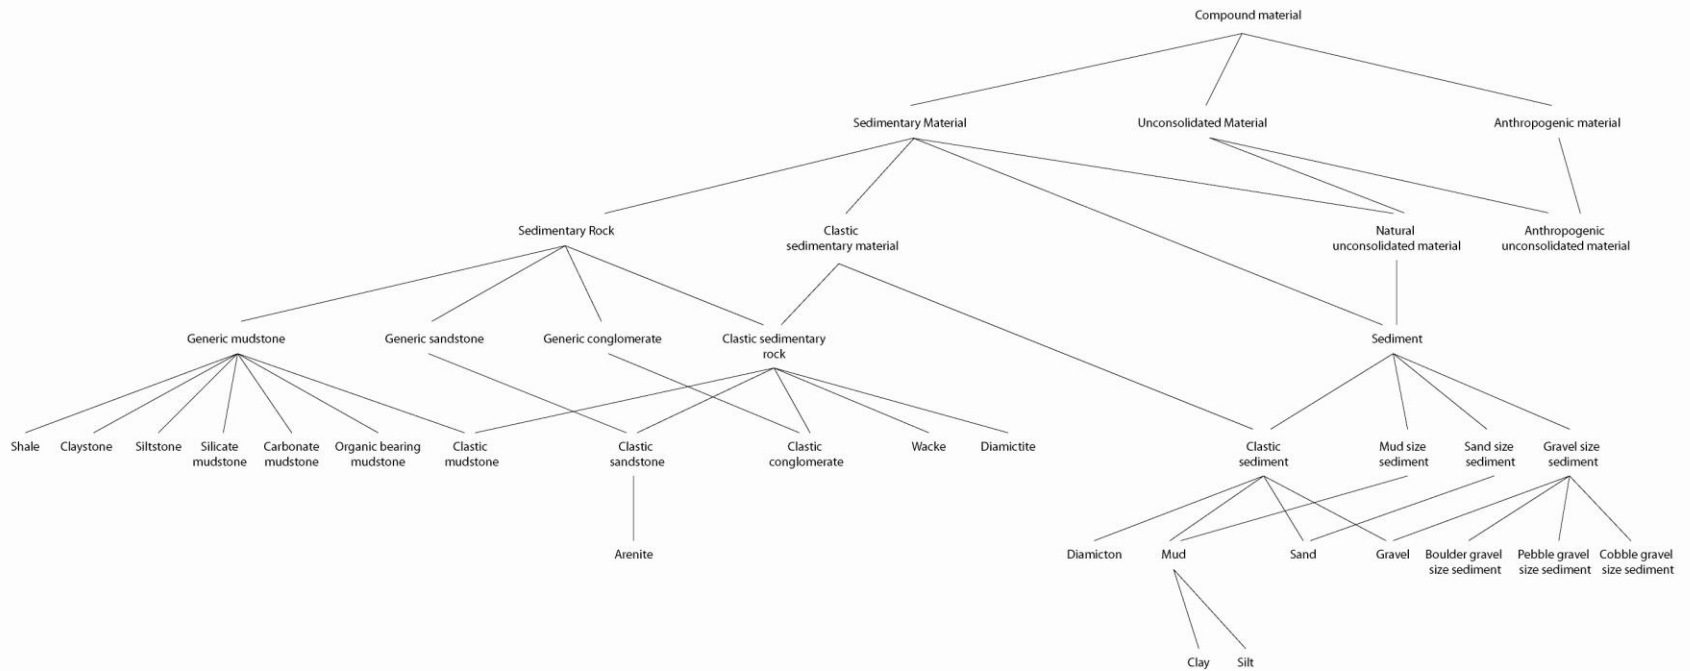 Compound material
Sedimentary Material
Unconsolidated Material
Anthropogenic material
Sedimentary Rock
Clastic
sedimentary material
Natural
unconsolidated material
Anthropogenic
unconsolidated material
Generic mudstone
Generic sandstone
Generic conglomerate
Clastic sedimentary
rock
Sediment
Shale
Claystone
Siltstone
Silicate
mudstone
Carbonate
mudstone
Organic bearing
mudstone
Clastic
mudstone
Clastic
sandstone
Clastic
conglomerate
Wacke
Diamictite
Clastic
sediment
Mud size
sediment
Sand size
sediment
Gravel size
sediment
Arenite
Diamicton
Mud
Sand
Gravel
Boulder gravel
size sediment
Pebble gravel
size sediment
Cobble gravel
size sediment
Clay
Silt